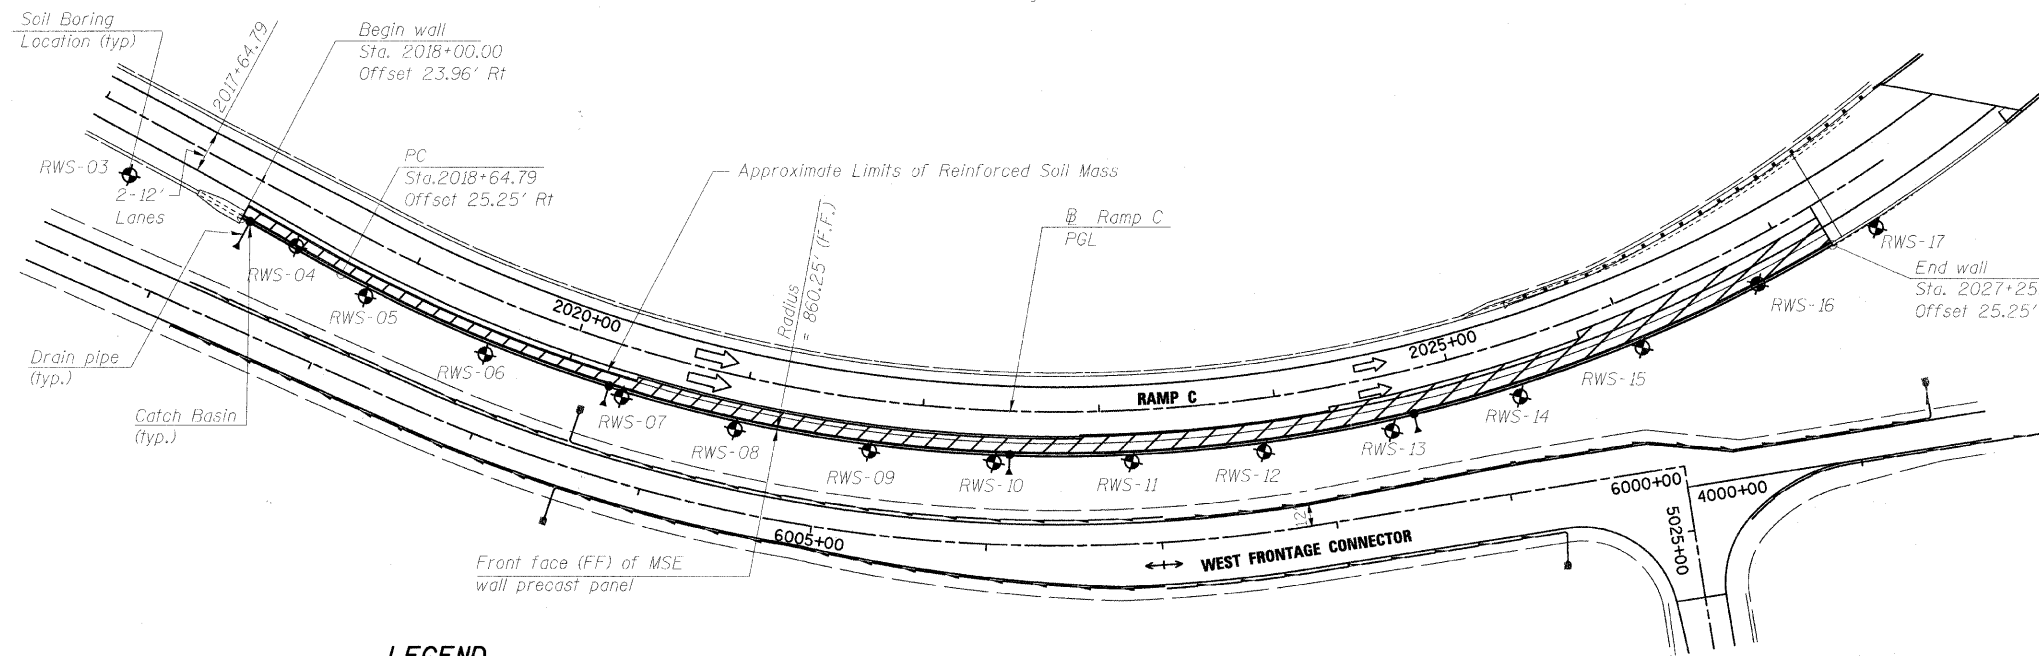 Soil Boring
Location (typ)
2017+64.79
Begin wall
Sta. 2018+00.00
Offset 23.96' Rt
RWS-03
2-12'
Lanes
PC
Sta.2018+64.79
Offset 25.25' Rt
Approximate Limits of Reinforced Soil Mass
Radius
= 860.25' (F.F.)
℄ Ramp C
PGL
RWS-17
End wall
Sta. 2027+25
Offset 25.25'
RWS-04
RWS-05
2020+00
RWS-16
Drain pipe
(typ.)
RWS-06
2025+00
RWS-15
Catch Basin
(typ.)
RAMP C
RWS-07
RWS-14
RWS-08
RWS-13
RWS-09
RWS-10
RWS-11
RWS-12
6000+00
4000+00
12'
5025+00
6005+00
WEST FRONTAGE CONNECTOR
Front face (FF) of MSE
wall precast panel
LEGEND